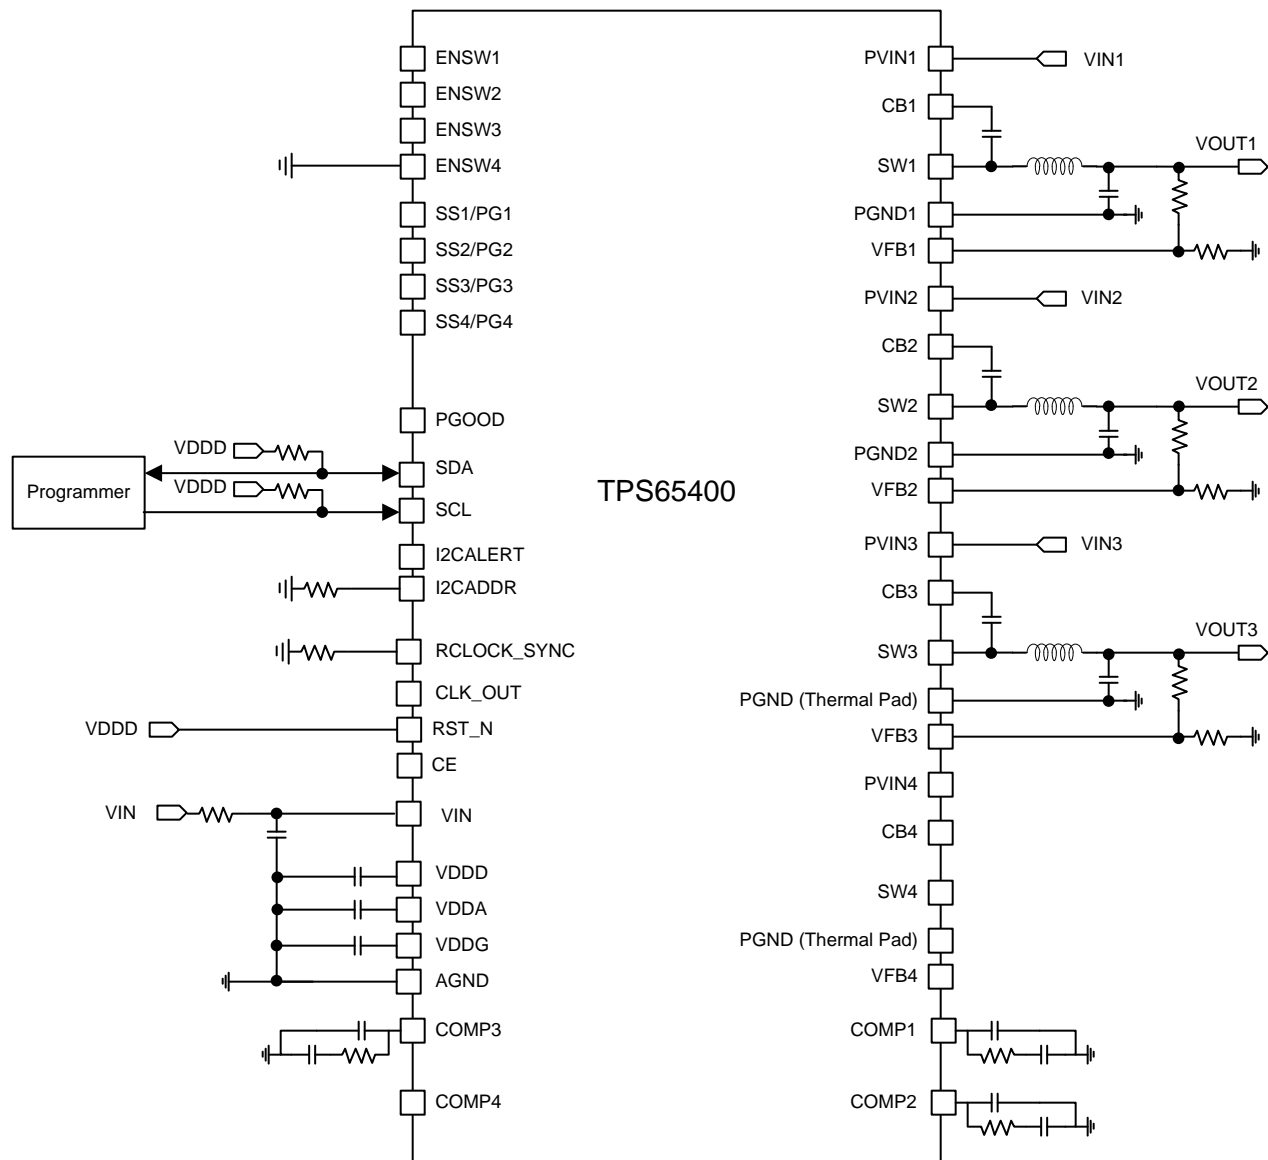 ENSW1
ENSW2
ENSW3
ENSW4
SS1/PG1
SS2/PG2
SS3/PG3
SS4/PG4
PGOOD
VDDD
SDA
Programmer
VDDD
SCL
I2CALERT
I2CADDR
RCLOCK_SYNC
CLK_OUT
VDDD
RST_N
CE
VIN
VIN
VDDD
VDDA
VDDG
AGND
COMP3
COMP4
TPS65400
PVIN1
VIN1
CB1
VOUT1
SW1
PGND1
VFB1
PVIN2
VIN2
CB2
VOUT2
SW2
PGND2
VFB2
PVIN3
VIN3
CB3
VOUT3
SW3
PGND (Thermal Pad)
VFB3
PVIN4
CB4
SW4
PGND (Thermal Pad)
VFB4
COMP1
COMP2